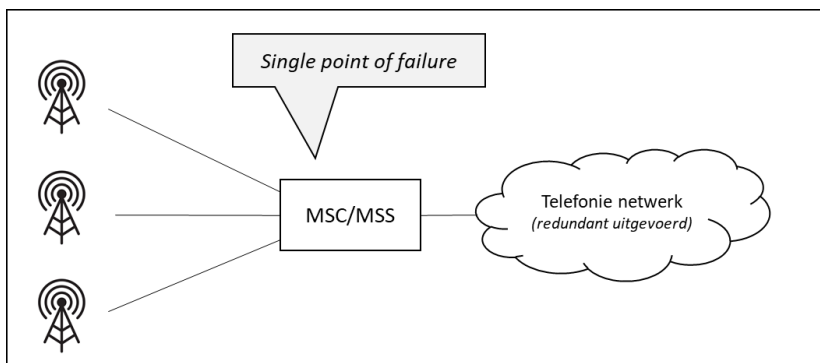 Single point of failure
MSC/MSS
Telefonie netwerk
(redundant uitgevoerd)